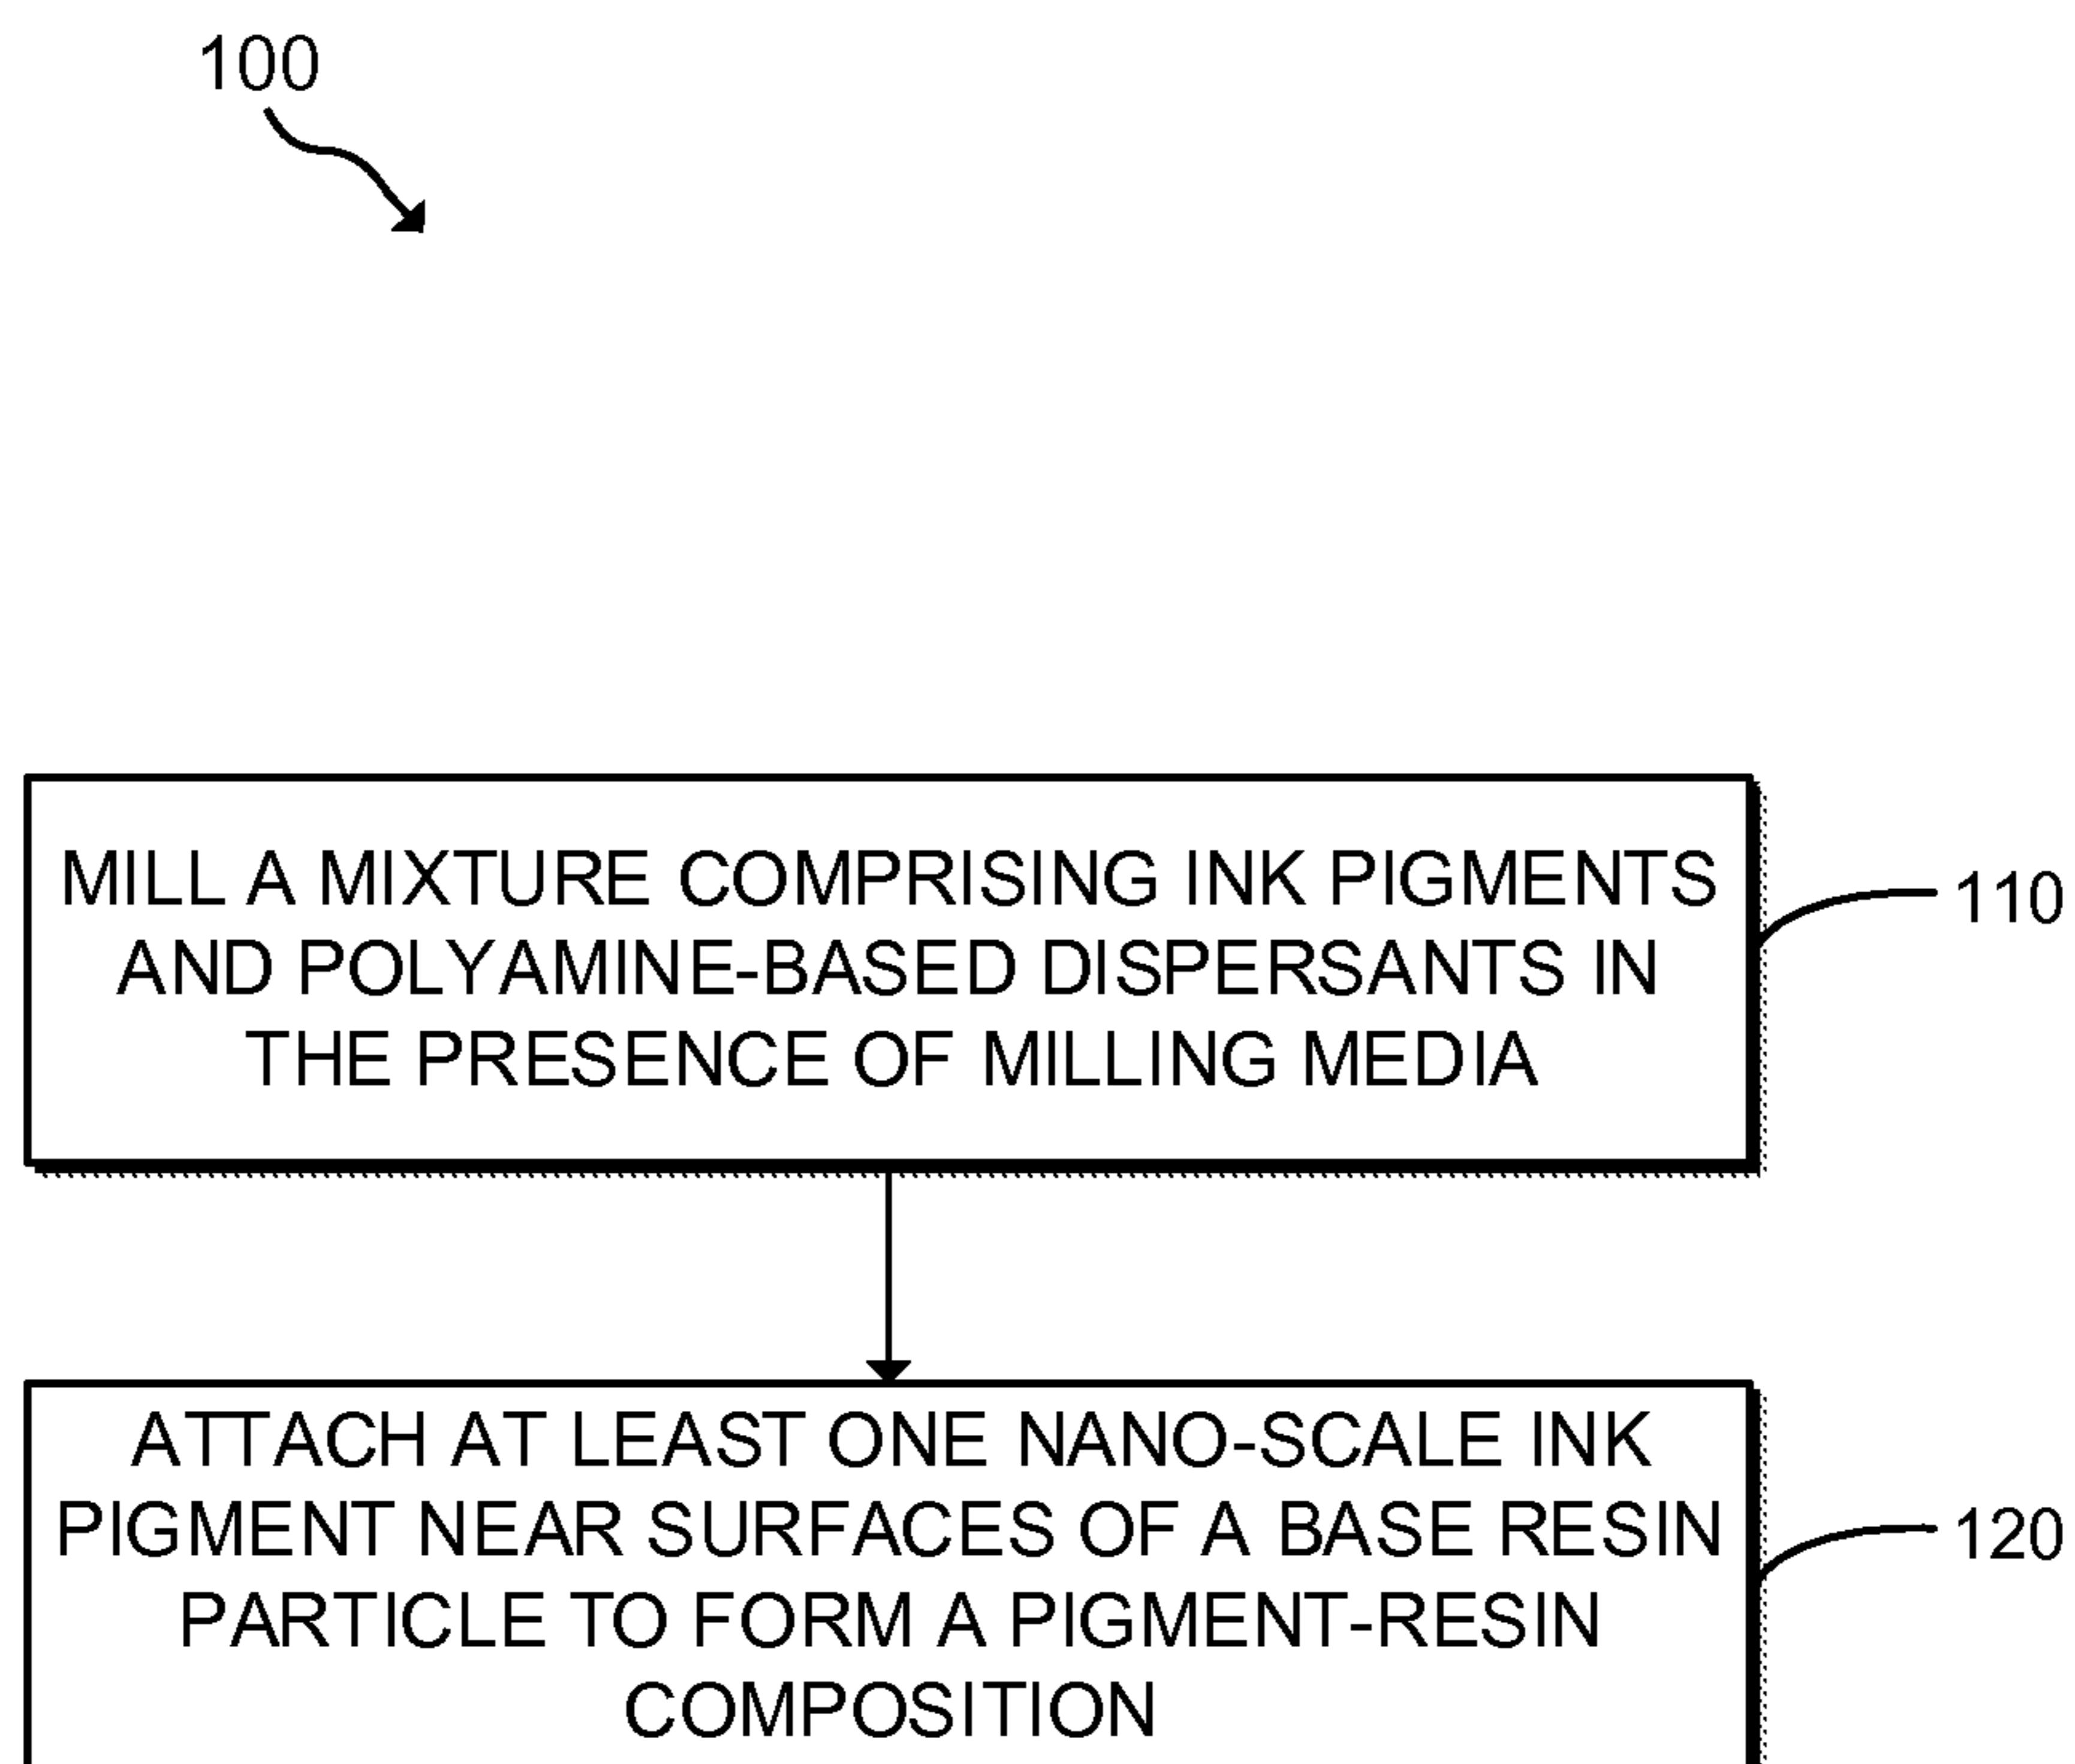 100
MILL A MIXTURE COMPRISING INK PIGMENTS
AND POLYAMINE-BASED DISPERSANTS IN
THE PRESENCE OF MILLING MEDIA
110
ATTACH AT LEAST ONE NANO-SCALE INK
PIGMENT NEAR SURFACES OF A BASE RESIN
PARTICLE TO FORM A PIGMENT-RESIN
COMPOSITION
120